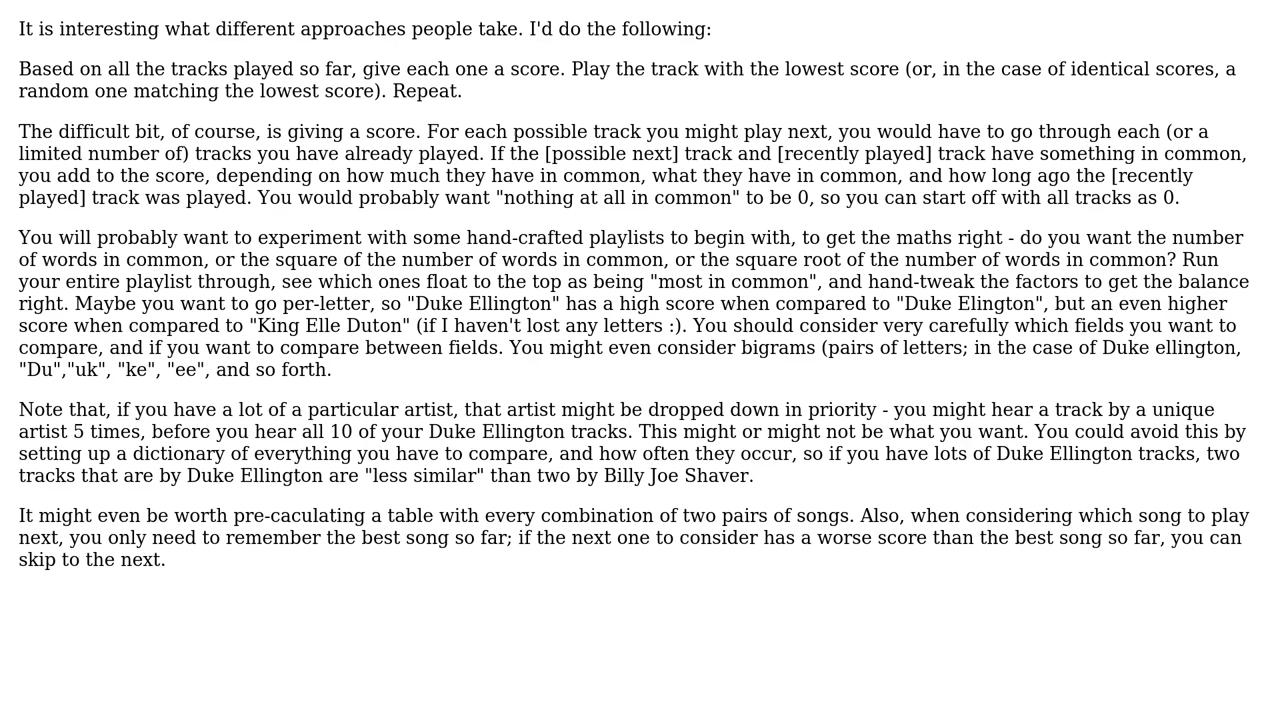 It is interesting what different approaches people take. I'd do the following:
Based on all the tracks played so far, give each one a score. Play the track with the lowest score (or, in the case of identical scores, a
random one matching the lowest score). Repeat.
The difficult bit, of course, is giving a score. For each possible track you might play next, you would have to go through each (or a
limited number of) tracks you have already played. If the [possible next] track and [recently played] track have something in common,
you add to the score, depending on how much they have in common, what they have in common, and how long ago the [recently
played] track was played. You would probably want "nothing at all in common" to be 0, so you can start off with all tracks as 0.
You will probably want to experiment with some hand-crafted playlists to begin with, to get the maths right - do you want the number
of words in common, or the square of the number of words in common, or the square root of the number of words in common? Run
your entire playlist through, see which ones float to the top as being "most in common", and hand-tweak the factors to get the balance
right. Maybe you want to go per-letter, so "Duke Ellington" has a high score when compared to "Duke Elington", but an even higher
score when compared to "King Elle Duton" (if I haven't lost any letters :). You should consider very carefully which fields you want to
compare, and if you want to compare between fields. You might even consider bigrams (pairs of letters; in the case of Duke ellington,
"Du","uk", "ke", "ee", and so forth.
Note that, if you have a lot of a particular artist, that artist might be dropped down in priority - you might hear a track by a unique
artist 5 times, before you hear all 10 of your Duke Ellington tracks. This might or might not be what you want. You could avoid this by
setting up a dictionary of everything you have to compare, and how often they occur, so if you have lots of Duke Ellington tracks, two
tracks that are by Duke Ellington are "less similar" than two by Billy Joe Shaver.
It might even be worth pre-caculating a table with every combination of two pairs of songs. Also, when considering which song to play
next, you only need to remember the best song so far; if the next one to consider has a worse score than the best song so far, you can
skip to the next.